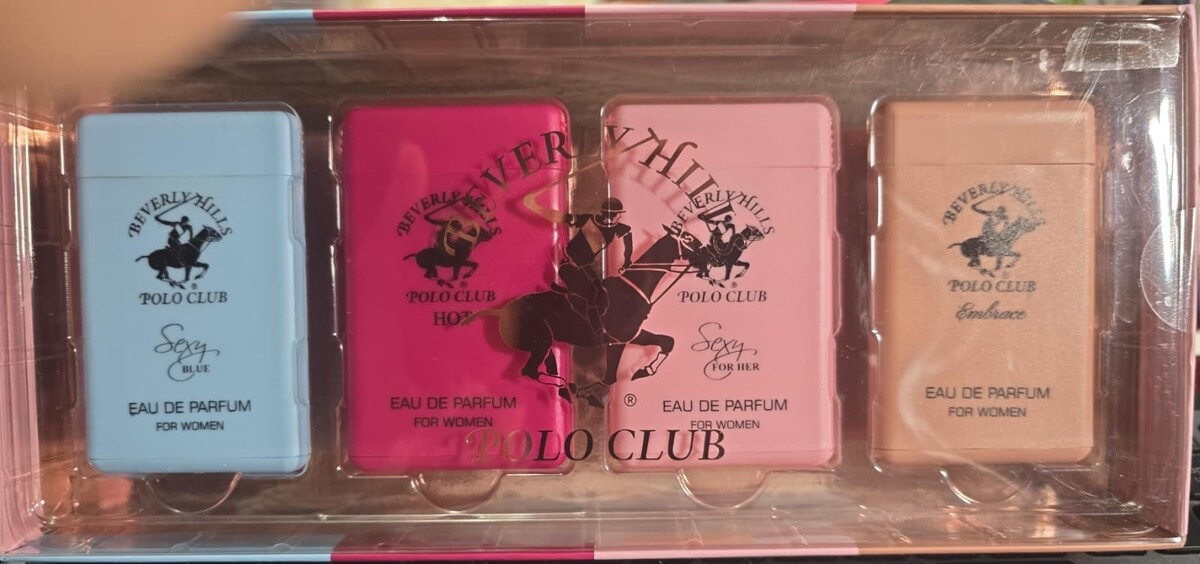 BEVERLY HILLS
POLO CLUB
®
BEVERLY HILLS
®
POLO CLUB
Sexy
BLUE
EAU DE PARFUM
FOR WOMEN
BEVERLY HILLS
®
POLO CLUB
HOT
EAU DE PARFUM
FOR WOMEN
BEVERLY HILLS
®
POLO CLUB
Sexy
FOR HER
EAU DE PARFUM
FOR WOMEN
BEVERLY HILLS
®
POLO CLUB
Embrace
EAU DE PARFUM
FOR WOMEN